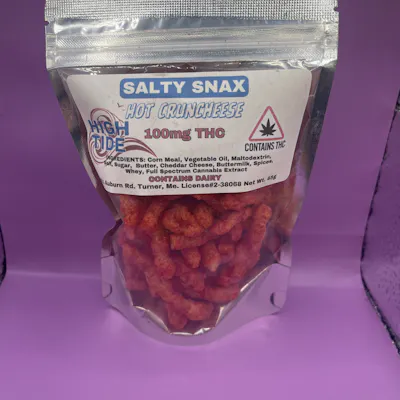 SALTY SNAX
HOT CRUNCHEESE
HIGH
TIDE
100mg THC
CONTAINS THC
INGREDIENTS: Corn Meal, Vegetable Oil, Maltodextrin,
Sugar, Butter, Cheddar Cheese, Buttermilk, Spices,
Whey, Full Spectrum Cannabis Extract
CONTAINS DAIRY
Auburn Rd. Turner, Me. License#2-38058 Net Wt.